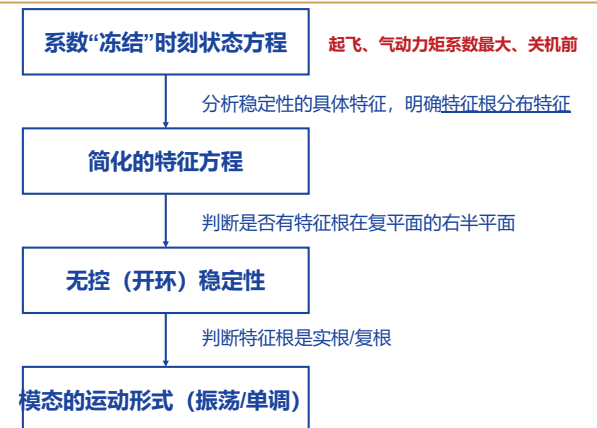 系数“冻结”时刻状态方程
起飞、气动力矩系数最大、关机前
分析稳定性的具体特征，明确特征根分布特征
简化的特征方程
判断是否有特征根在复平面的右半平面
无控（开环）稳定性
判断特征根是实根/复根
模态的运动形式（振荡/单调）